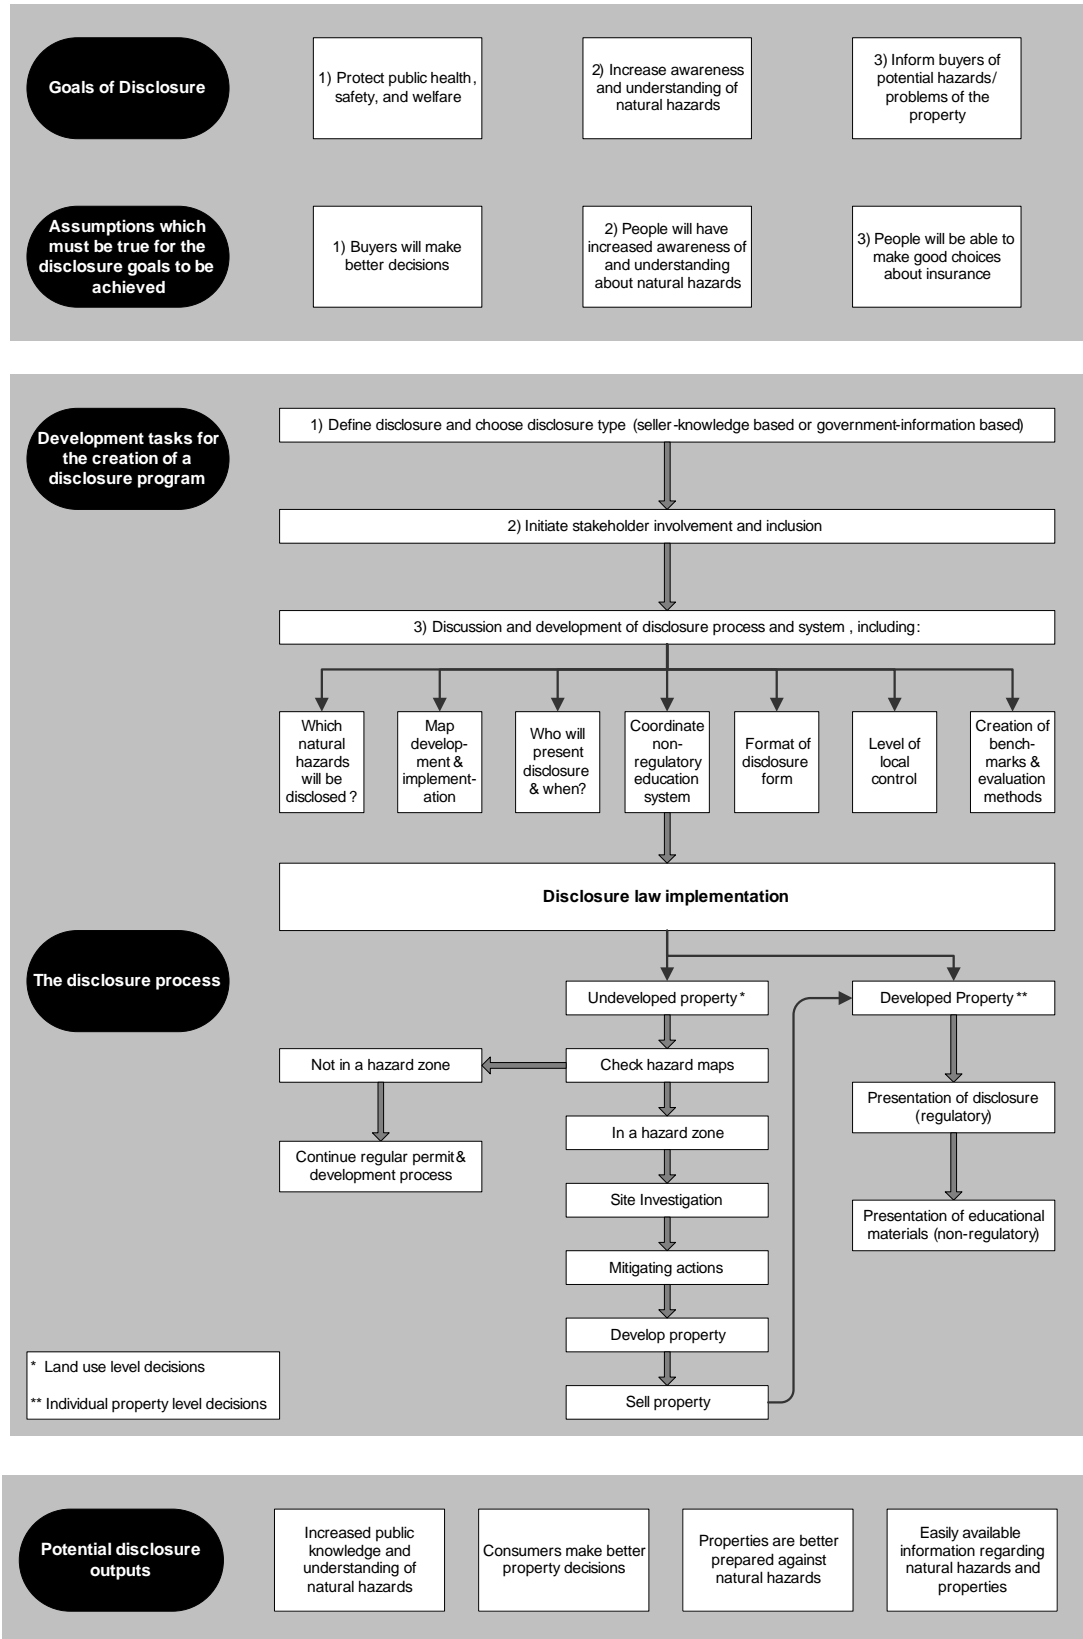 Goals of Disclosure
1) Protect public health,
safety, and welfare
2) Increase awareness
and understanding of
natural hazards
3) Inform buyers of
potential hazards/
problems of the
property
Assumptions which
must be true for the
disclosure goals to be
achieved
1) Buyers will make
better decisions
2) People will have
increased awareness of
and understanding
about natural hazards
3) People will be able to
make good choices
about insurance
Development tasks for
the creation of a
disclosure program
1) Define disclosure and choose disclosure type (seller-knowledge based or government-information based)
2) Initiate stakeholder involvement and inclusion
3) Discussion and development of disclosure process and system , including:
Which
natural
hazards
will be
disclosed ?
Map
develop-
ment &
implement-
ation
Who will
present
disclosure
& when?
Coordinate
non-
regulatory
education
system
Format of
disclosure
form
Level of
local
control
Creation of
bench-
marks &
evaluation
methods
Disclosure law implementation
The disclosure process
Undeveloped property *
Developed Property **
Not in a hazard zone
Check hazard maps
Presentation of disclosure
(regulatory)
In a hazard zone
Continue regular permit &
development process
Site Investigation
Presentation of educational
materials (non-regulatory)
Mitigating actions
Develop property
Sell property
* Land use level decisions
** Individual property level decisions
Potential disclosure
outputs
Increased public
knowledge and
understanding of
natural hazards
Consumers make better
property decisions
Properties are better
prepared against
natural hazards
Easily available
information regarding
natural hazards and
properties